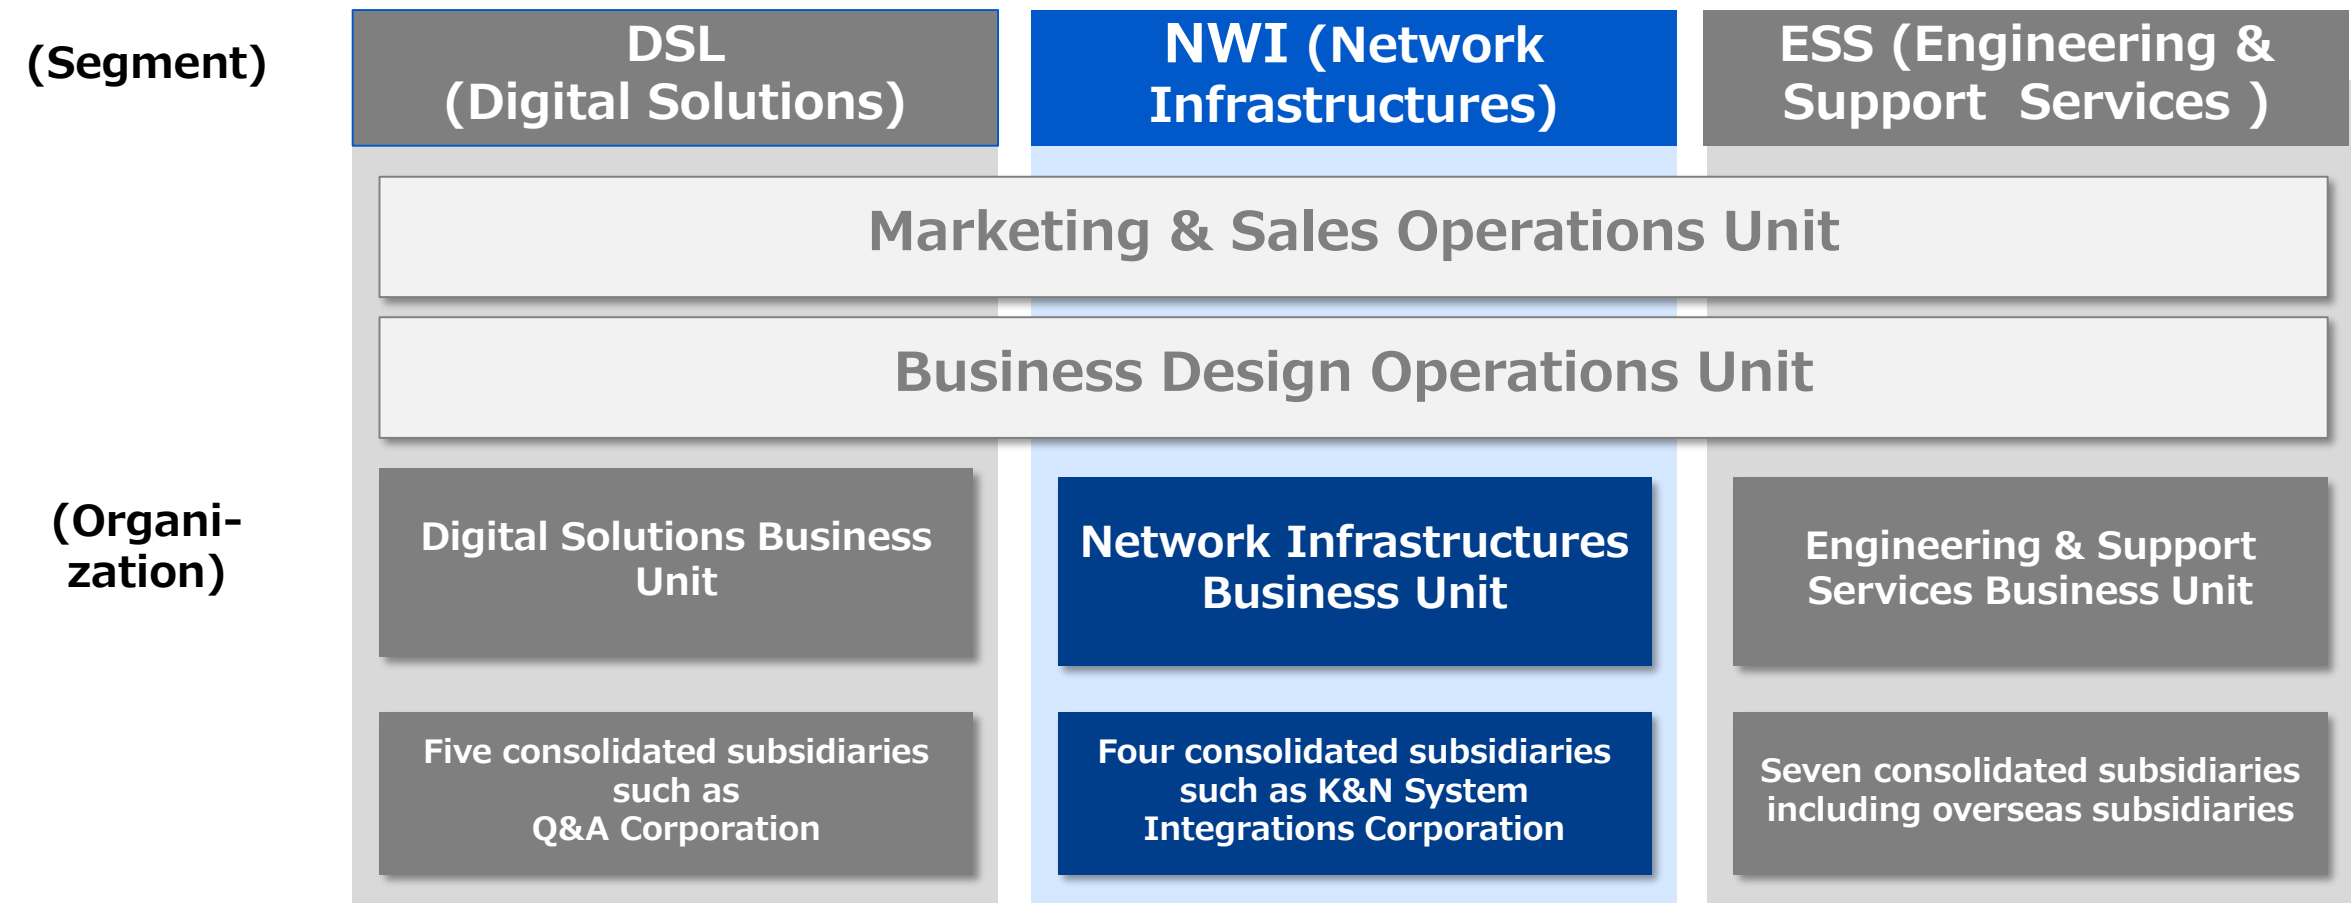 (Segment)
DSL
(Digital Solutions)
NWI (Network
Infrastructures)
ESS (Engineering &
Support Services )
Marketing & Sales Operations Unit
Business Design Operations Unit
(Organi-
zation)
Digital Solutions Business
Unit
Network Infrastructures
Business Unit
Engineering & Support
Services Business Unit
Five consolidated subsidiaries
such as
Q&A Corporation
Four consolidated subsidiaries
such as K&N System
Integrations Corporation
Seven consolidated subsidiaries
including overseas subsidiaries